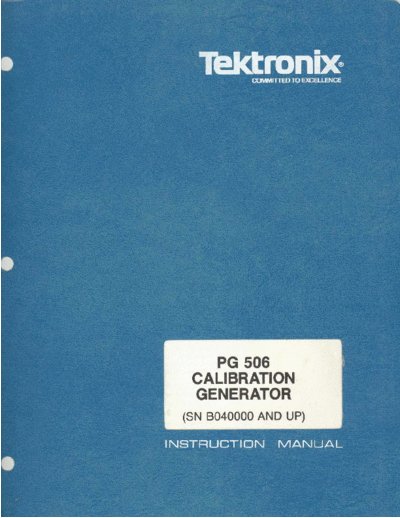 Tektronix®
COMMITTED TO EXCELLENCE
PG 506
CALIBRATION
GENERATOR
(SN B040000 AND UP)
INSTRUCTION MANUAL